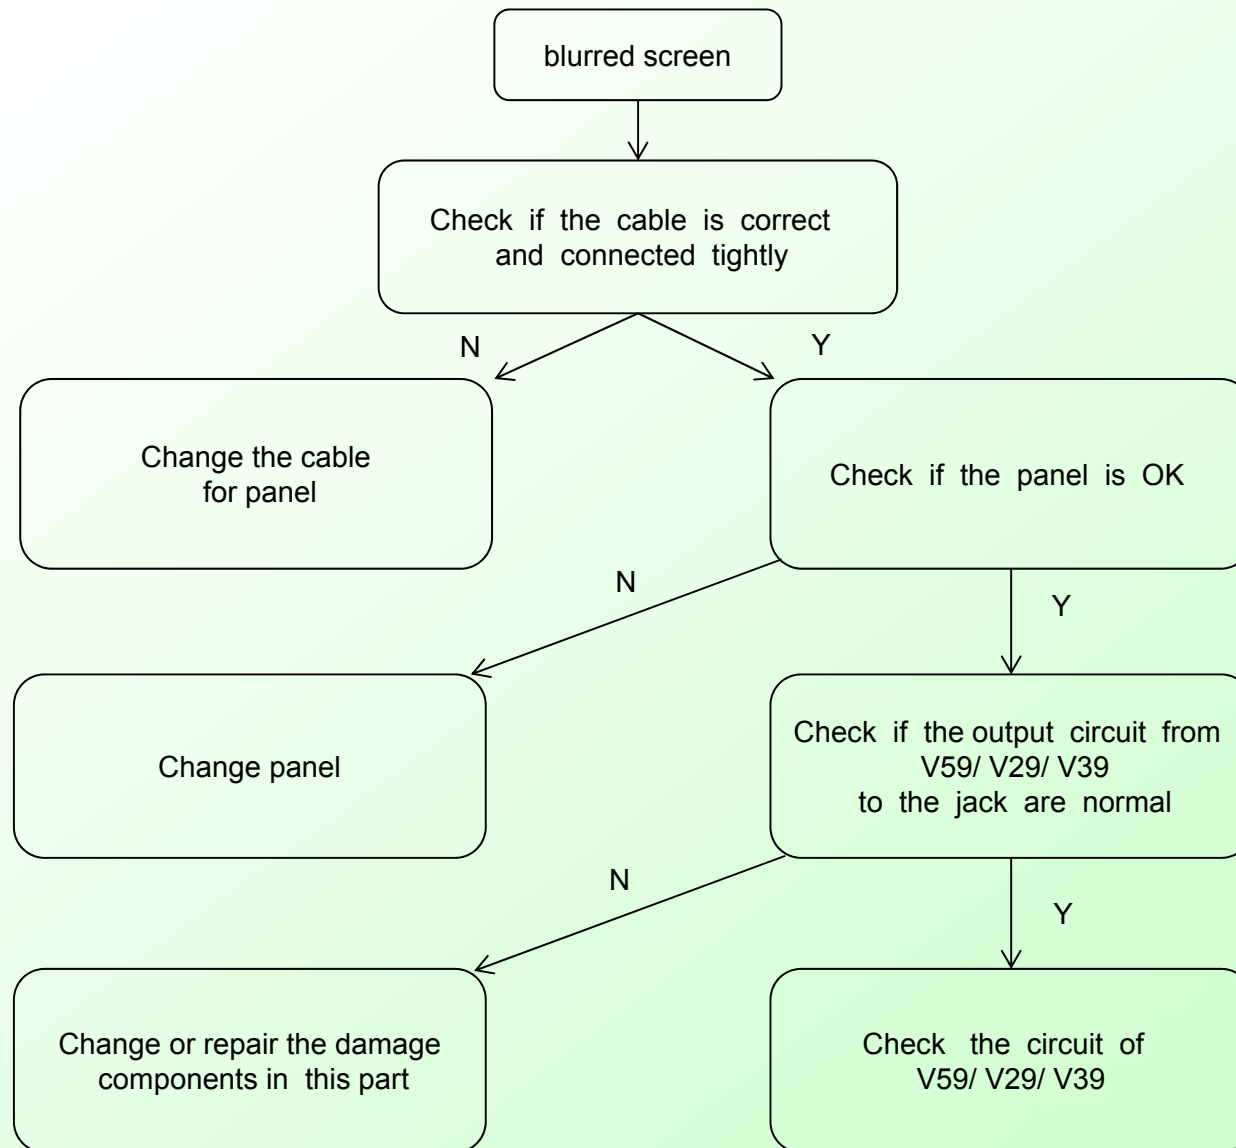 blurred screen
Check if the cable is correct
and connected tightly
N
Y
Change the cable
for panel
Check if the panel is OK
N
Y
Change panel
Check if the output circuit from
V59/ V29/ V39
to the jack are normal
N
Y
Change or repair the damage
components in this part
Check the circuit of
V59/ V29/ V39